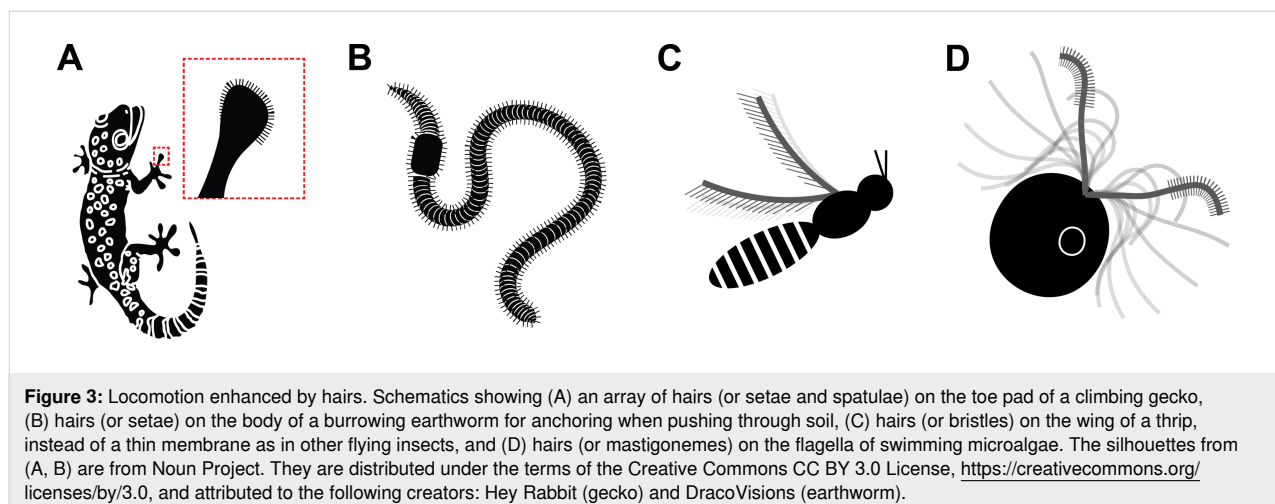 A
B
C
D
Figure 3: Locomotion enhanced by hairs. Schematics showing (A) an array of hairs (or setae and spatulae) on the toe pad of a climbing gecko,
(B) hairs (or setae) on the body of a burrowing earthworm for anchoring when pushing through soil, (C) hairs (or bristles) on the wing of a thrip,
instead of a thin membrane as in other flying insects, and (D) hairs (or mastigonemes) on the flagella of swimming microalgae. The silhouettes from
(A, B) are from Noun Project. They are distributed under the terms of the Creative Commons CC BY 3.0 License, https://creativecommons.org/
licenses/by/3.0, and attributed to the following creators: Hey Rabbit (gecko) and DracoVisions (earthworm).